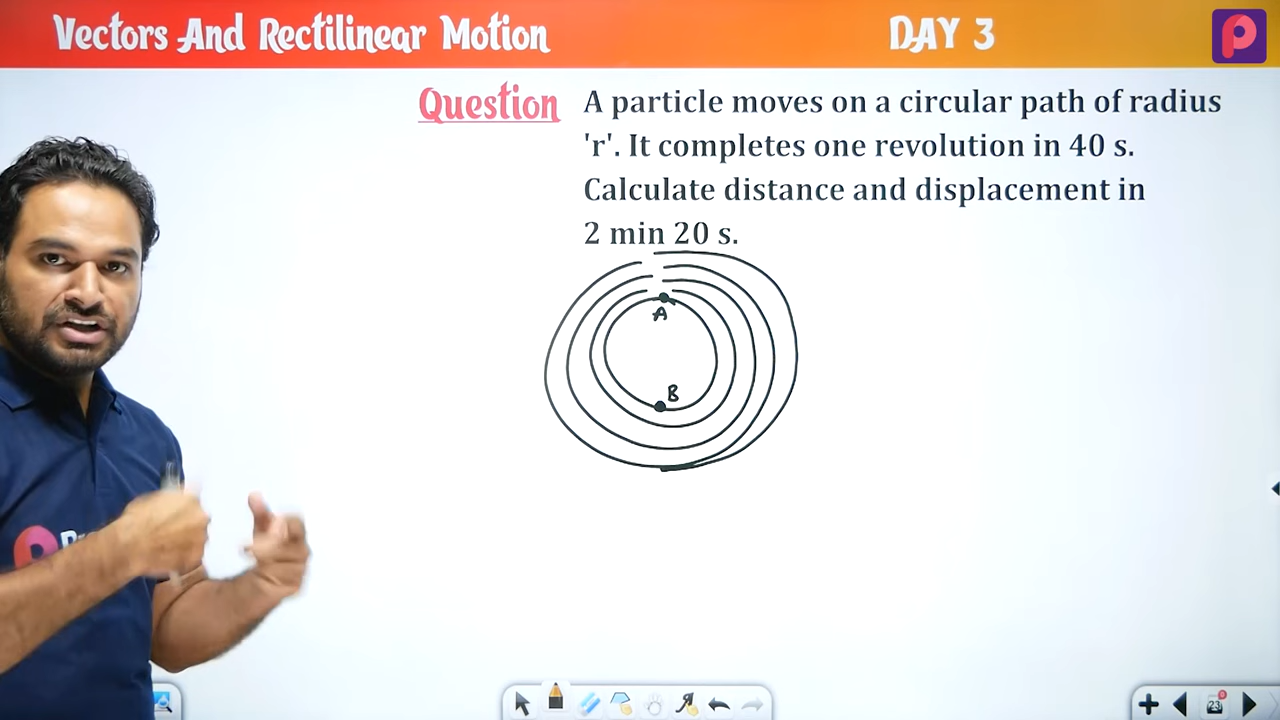 Vectors And Rectilinear Motion
DAY 3
Question
A particle moves on a circular path of radius
'r'. It completes one revolution in 40 s.
Calculate distance and displacement in
2 min 20 s.
A
B
23